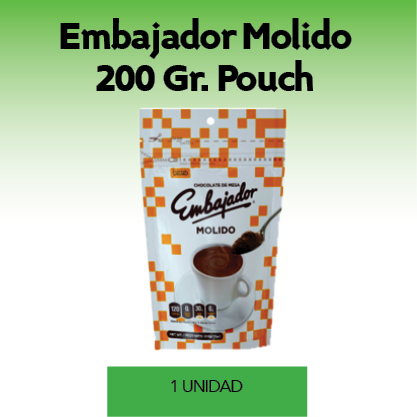 Embajador Molido
200 Gr. Pouch
CHOCOLATE DE MESA
Embajador
MOLIDO
1 UNIDAD